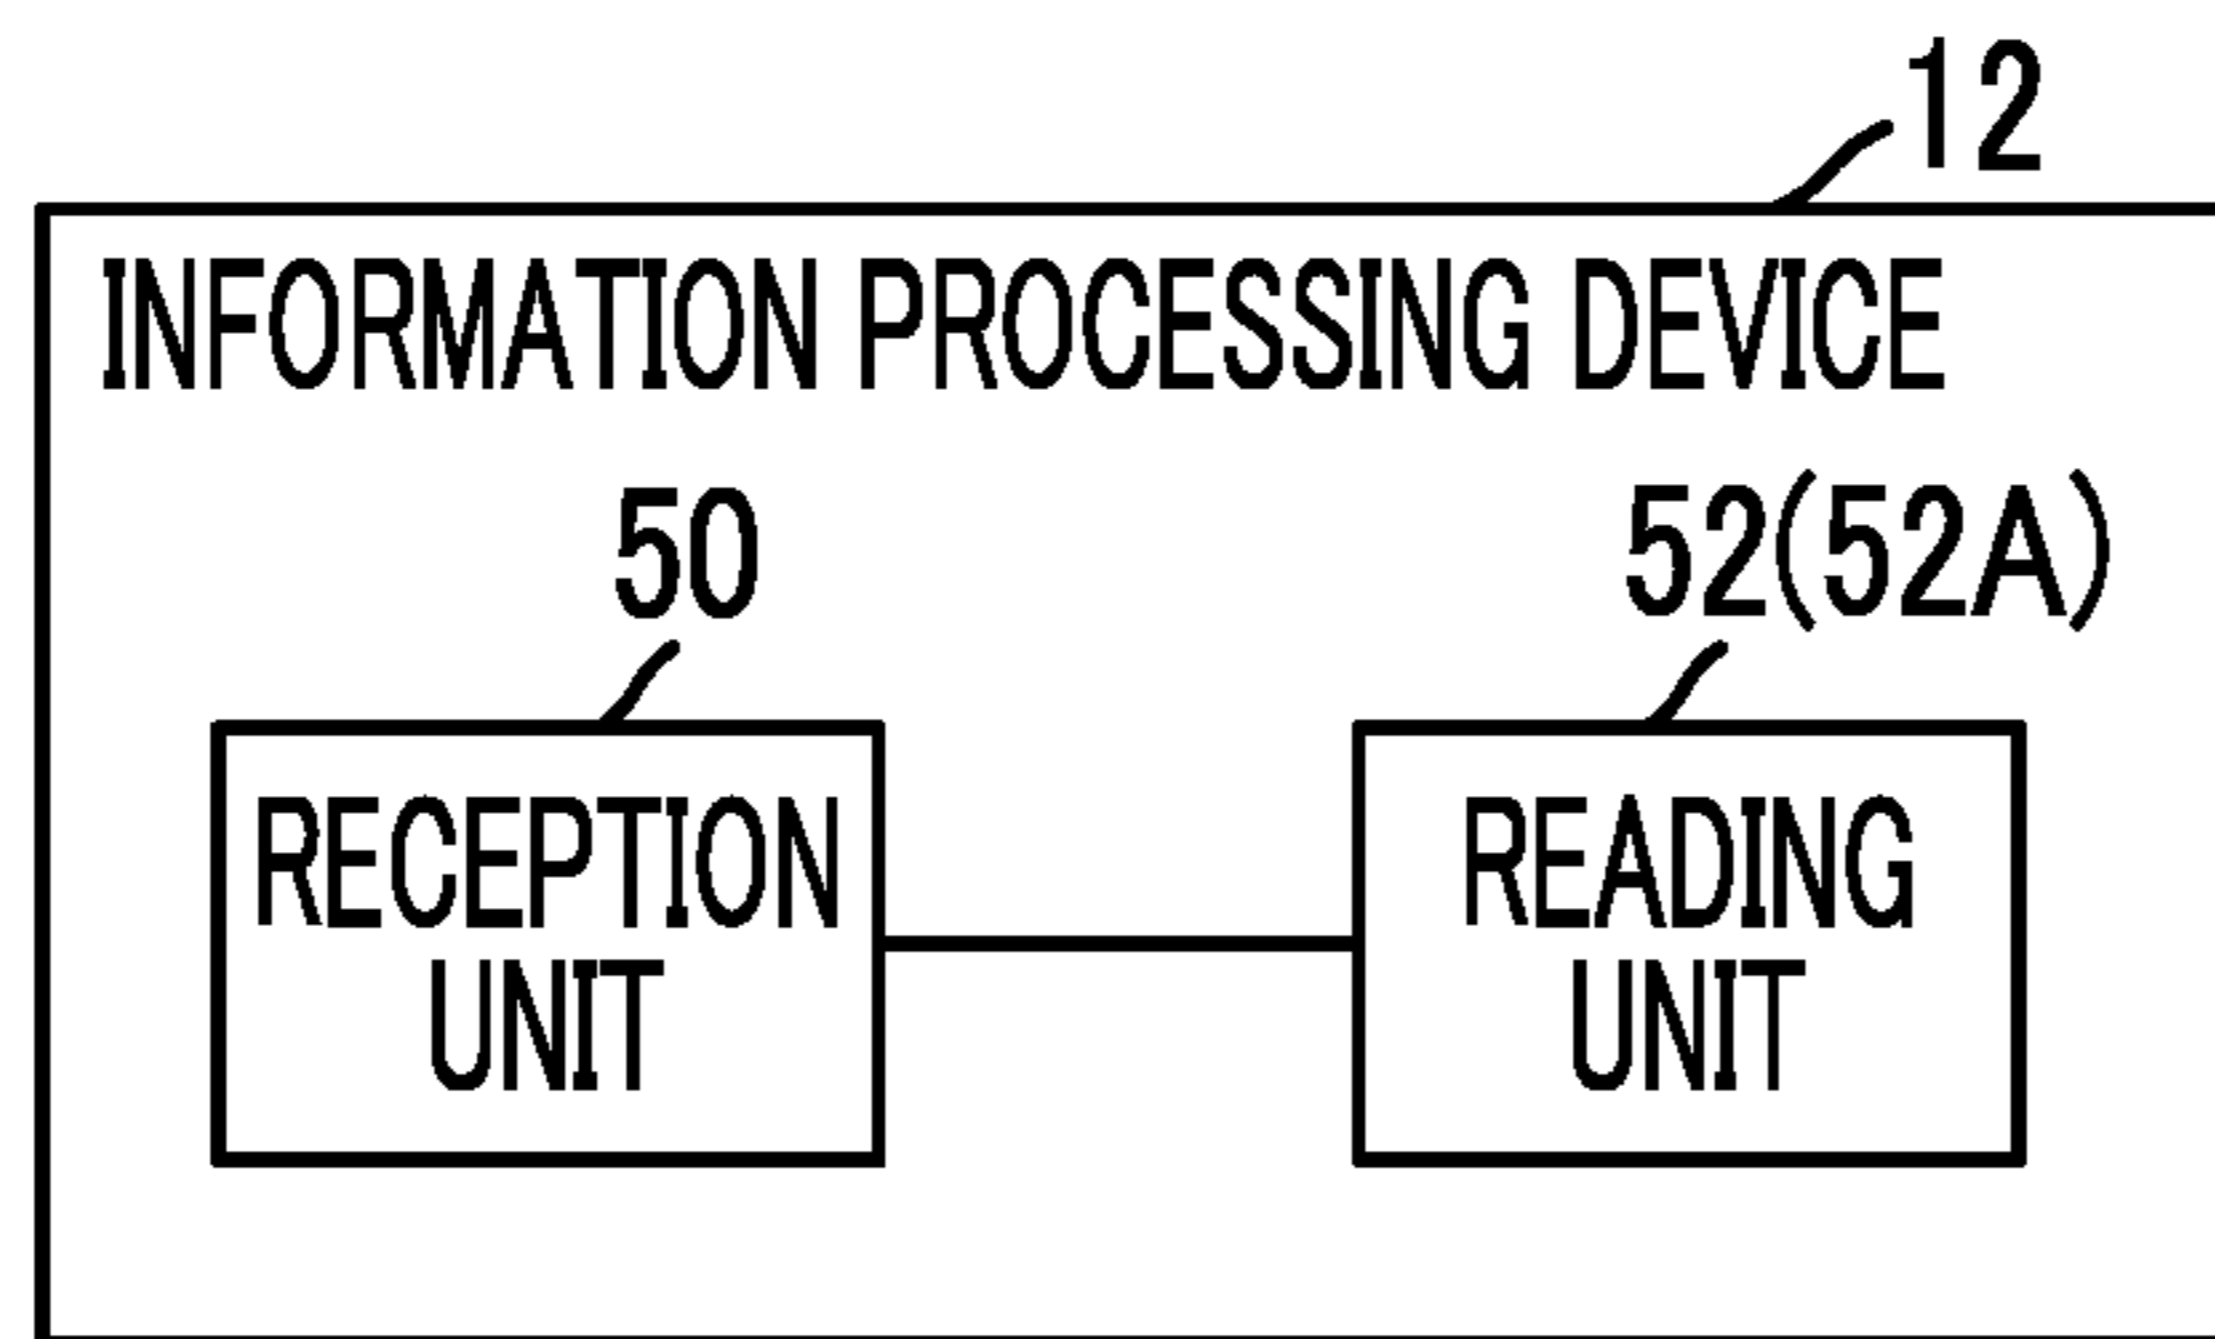 12
INFORMATION PROCESSING DEVICE
50
52(52A)
RECEPTION
UNIT
READING
UNIT